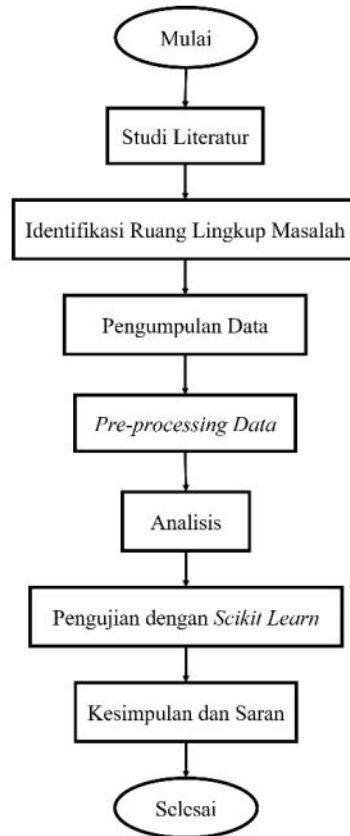 Mulai
Studi Literatur
Identifikasi Ruang Lingkup Masalah
Pengumpulan Data
Pre-processing Data
Analisis
Pengujian dengan Scikit Learn
Kesimpulan dan Saran
Selesai